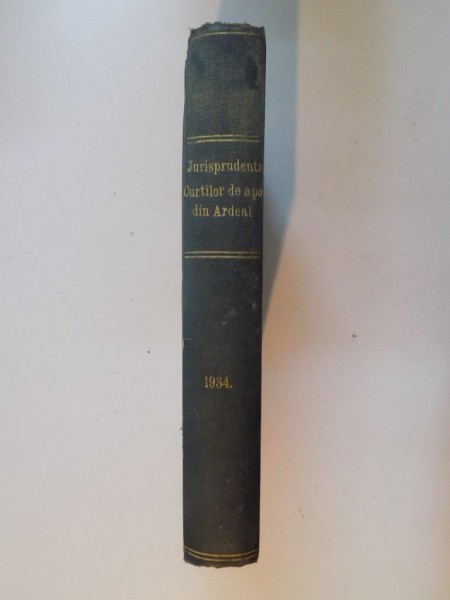 Jurisprudenta
Curtilor de apel
din Ardeal
1934.